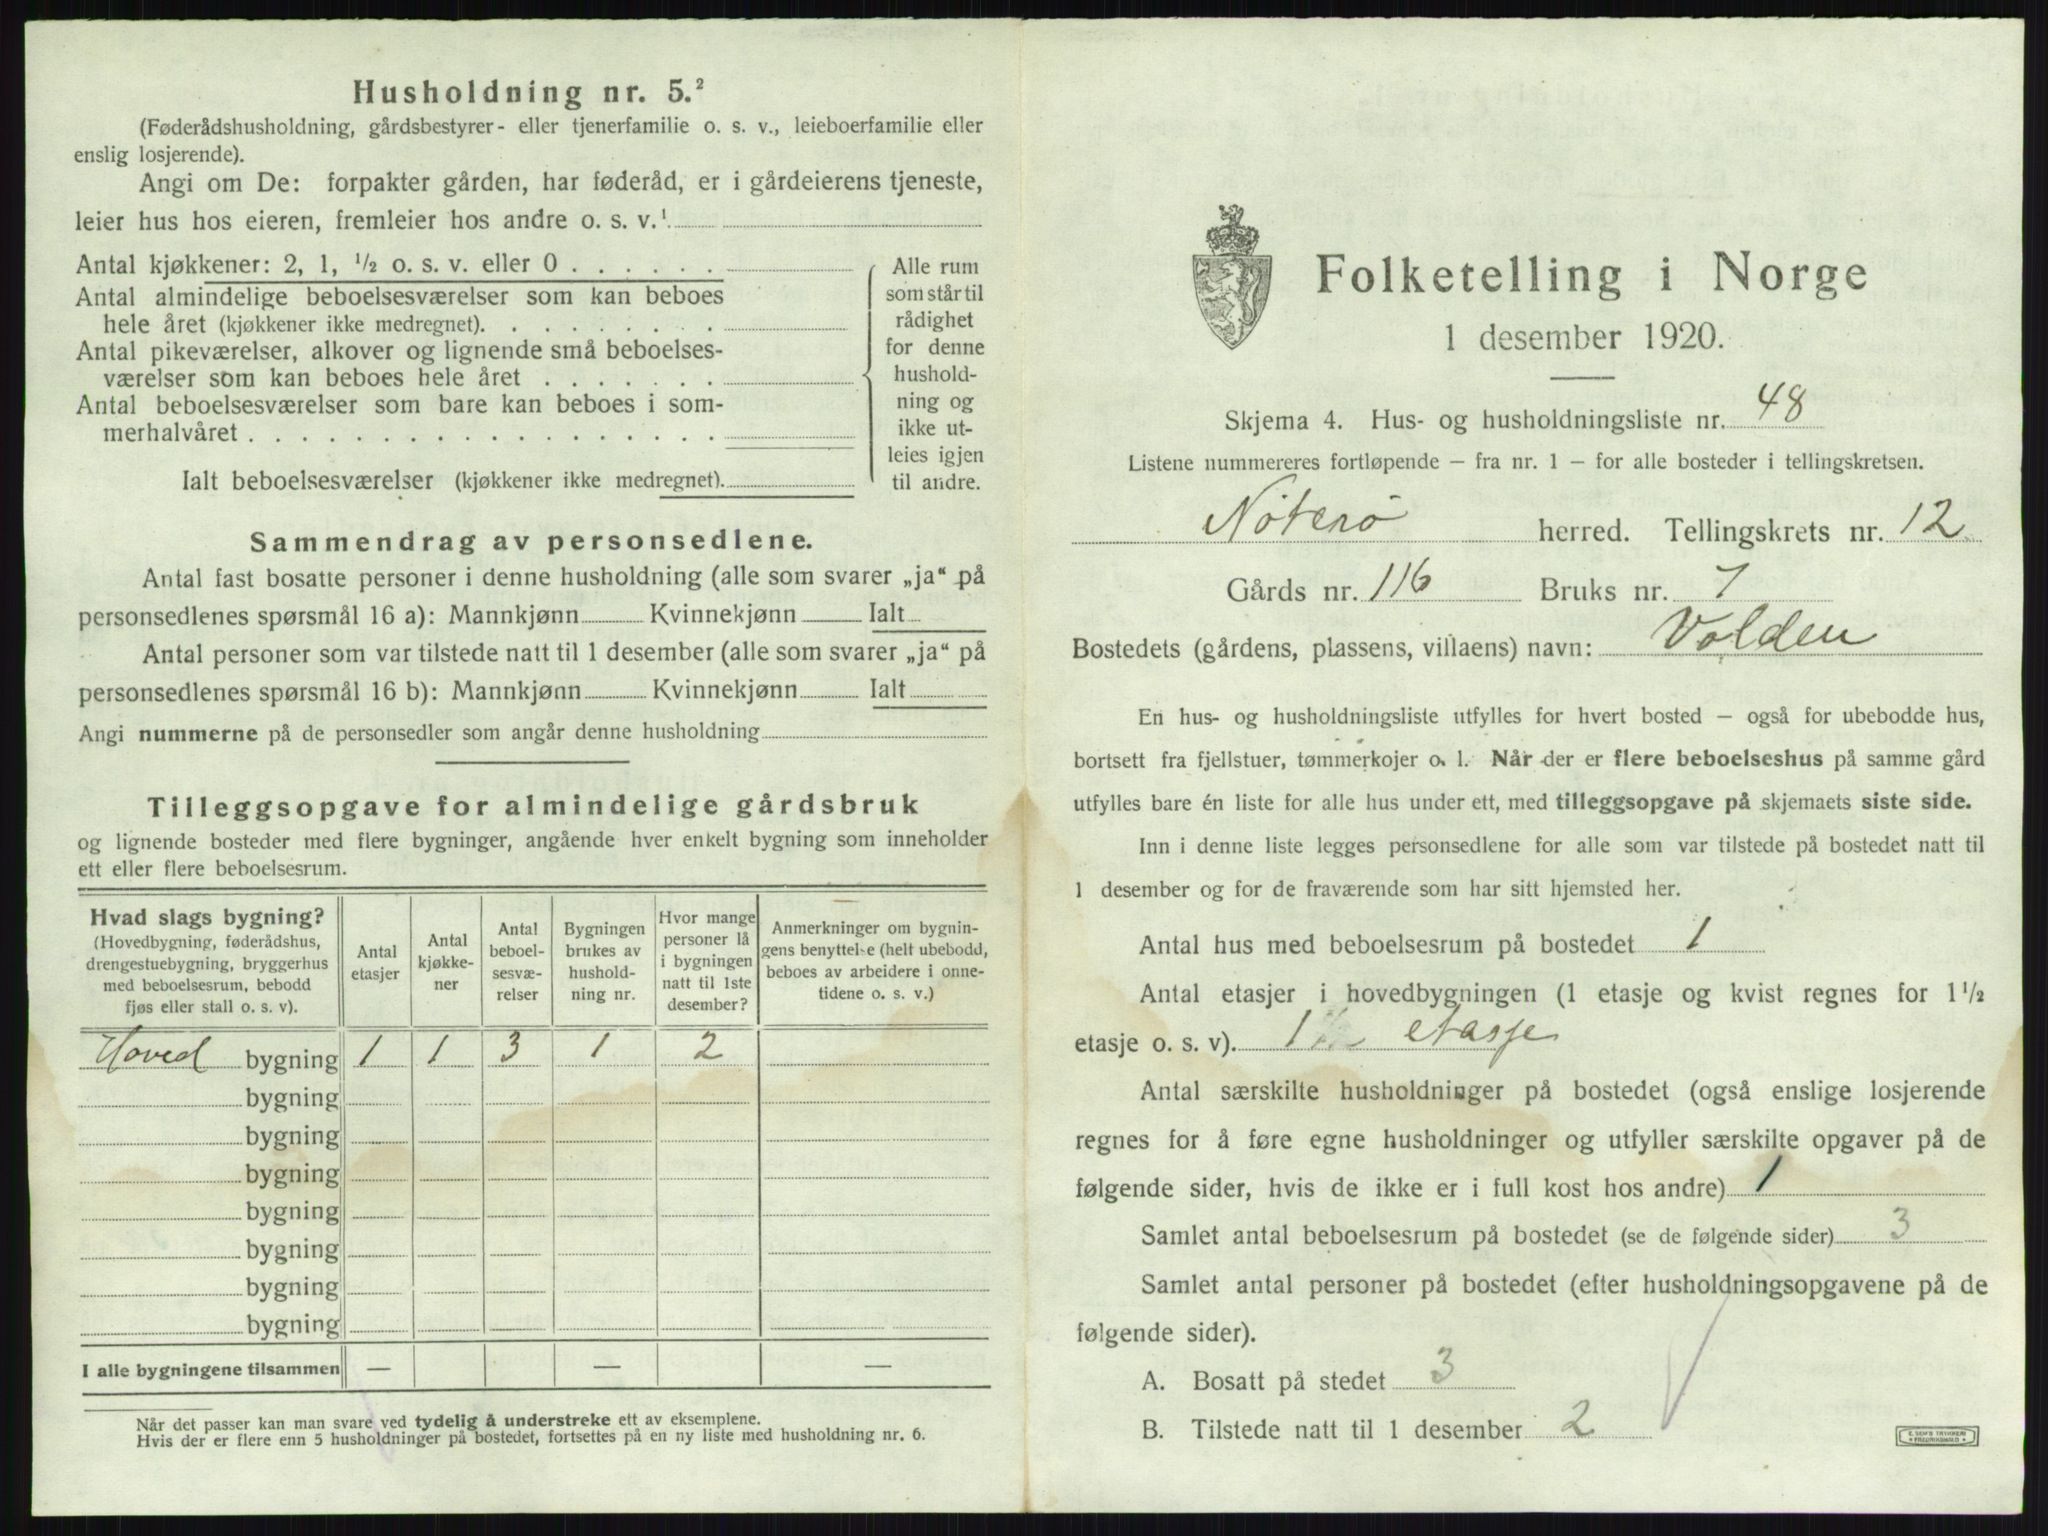 Husholdning nr. 5.²
(Føderådshusholdning, gårdsbestyrer- eller tjenerfamilie o. s. v., leieboerfamilie eller
enslig losjerende).
Angi om De: forpakter gården, har føderåd, er i gårdeierens tjeneste,
leier hus hos eieren, fremleier hos andre o. s. v.¹
Antal kjøkkener: 2, 1, ½ o. s. v. eller 0 . . . . . .
Antal almindelige beboelsesværelser som kan beboes
hele året (kjøkkener ikke medregnet). . . . . . . . .
Antal pikeværelser, alkover og lignende små beboelses-
værelser som kan beboes hele året . . . . . . .
Antal beboelsesværelser som bare kan beboes i som-
merhalvåret . . . . . . . . . . . . . . . . . .
Ialt beboelsesværelser (kjøkkener ikke medregnet).
Alle rum
som står til
rådighet
for denne
hushold-
ning og
ikke ut-
leies igjen
til andre.
Sammendrag av personsedlene.
Antal fast bosatte personer i denne husholdning (alle som svarer „ja“ på
personsedlenes spørsmål 16 a): Mannkjønn Kvinnekjønn Ialt
Antal personer som var tilstede natt til 1 desember (alle som svarer „ja“ på
personsedlenes spørsmål 16 b): Mannkjønn Kvinnekjønn Ialt
Angi nummerne på de personsedler som angår denne husholdning
Tilleggsopgave for almindelige gårdsbruk
og lignende bosteder med flere bygninger, angående hver enkelt bygning som inneholder
ett eller flere beboelsesrum.
Hvad slags bygning?
(Hovedbygning, føderådshus,
drengestuebygning, bryggerhus
med beboelsesrum, bebodd
fjøs eller stall o. s. v).
Antal
etasjer
Antal
kjøkke-
ner
Antal
beboel-
sesvæ-
relser
Bygningen
brukes av
hushold-
ning nr.
Hvor mange
personer lå
i bygningen
natt til 1ste
desember?
Anmerkninger om bygnin-
gens benyttelse (helt ubebodd,
beboes av arbeidere i onne-
tidene o. s. v.)
Hoved bygning 1 1 3 1 2
bygning
bygning
bygning
bygning
bygning
bygning
bygning
I alle bygningene tilsammen — — —
Når det passer kan man svare ved tydelig å understreke ett av eksemplene.
Hvis der er flere enn 5 husholdninger på bostedet, fortsettes på en ny liste med husholdning nr. 6.
Folketelling i Norge
1 desember 1920.
Skjema 4. Hus- og husholdningsliste nr. 48
Listene nummereres fortløpende – fra nr. 1 – for alle bosteder i tellingskretsen.
Nöterö herred. Tellingskrets nr. 12
Gårds nr. 116 Bruks nr. 7
Bostedets (gårdens, plassens, villaens) navn: Volden
En hus- og husholdningsliste utfylles for hvert bosted – også for ubebodde hus,
bortsett fra fjellstuer, tømmerkojer o. l. Når der er flere beboelseshus på samme gård
utfylles bare én liste for alle hus under ett, med tilleggsopgave på skjemaets siste side.
Inn i denne liste legges personsedlene for alle som var tilstede på bostedet natt til
1 desember og for de fraværende som har sitt hjemsted her.
Antal hus med beboelsesrum på bostedet 1
Antal etasjer i hovedbygningen (1 etasje og kvist regnes for 1½
etasje o. s. v). 1 etasje
Antal særskilte husholdninger på bostedet (også enslige losjerende
regnes for å føre egne husholdninger og utfyller særskilte opgaver på de
følgende sider, hvis de ikke er i full kost hos andre) 1
Samlet antal beboelsesrum på bostedet (se de følgende sider) 3
Samlet antal personer på bostedet (efter husholdningsopgavene på de
følgende sider).
A. Bosatt på stedet 3
B. Tilstede natt til 1 desember 2
E. SEM'S TRYKKERI
FREDRIKSHALD